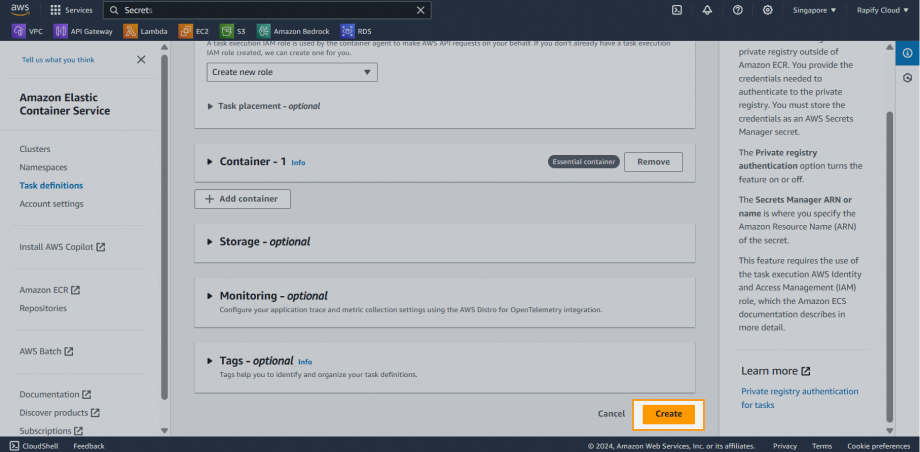 aws
Services
Secrets
Singapore
Rapify Cloud
VPC
API Gateway
Lambda
EC2
S3
Amazon Bedrock
RDS
Tell us what you think
Amazon Elastic
Container Service
Clusters
Namespaces
Task definitions
Account settings
Install AWS Copilot
Amazon ECR
Repositories
AWS Batch
Documentation
Discover products
Subscriptions
A task execution IAM role is used by the container agent to make AWS API requests on your behalf. If you don't already have a task execution
IAM role created, we can create one for you.
Create new role
Task placement - optional
Container - 1 Info
Essential container
Remove
Add container
Storage - optional
Monitoring - optional
Configure your application trace and metric collection settings using the AWS Distro for OpenTelemetry integration.
Tags - optional Info
Tags help you to identify and organize your task definitions.
Cancel
Create
private registry outside of
Amazon ECR. You provide the
credentials needed to
authenticate to the private
registry. You must store the
credentials as an AWS Secrets
Manager secret.
The Private registry
authentication option turns the
feature on or off.
The Secrets Manager ARN or
name is where you specify the
Amazon Resource Name (ARN)
of the secret.
This feature requires the use of
the task execution AWS Identity
and Access Management (IAM)
role, which the Amazon ECS
documentation describes in
more detail.
Learn more
Private registry authentication
for tasks
CloudShell
Feedback
© 2024, Amazon Web Services, Inc. or its affiliates.
Privacy
Terms
Cookie preferences